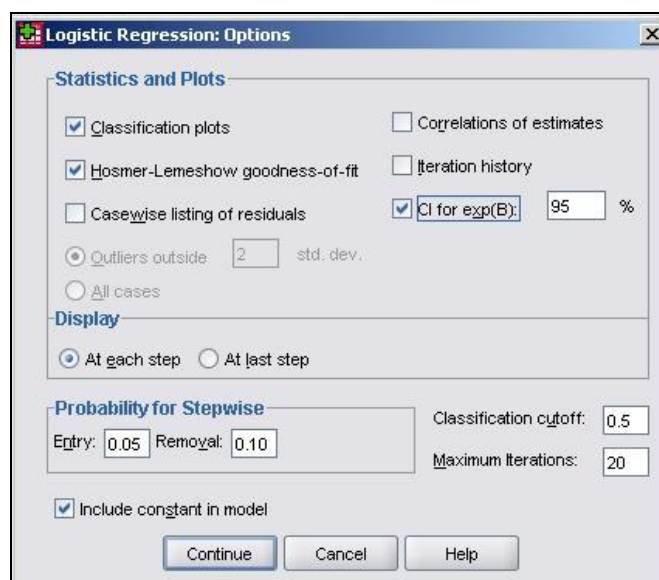 Logistic Regression: Options
Statistics and Plots
Classification plots
Correlations of estimates
Hosmer-Lemeshow goodness-of-fit
Iteration history
Casewise listing of residuals
CI for exp(B): 95 %
Outliers outside 2 std. dev.
All cases
Display
At each step At last step
Probability for Stepwise
Entry: 0.05 Removal: 0.10
Classification cutoff: 0.5
Maximum Iterations: 20
Include constant in model
Continue Cancel Help